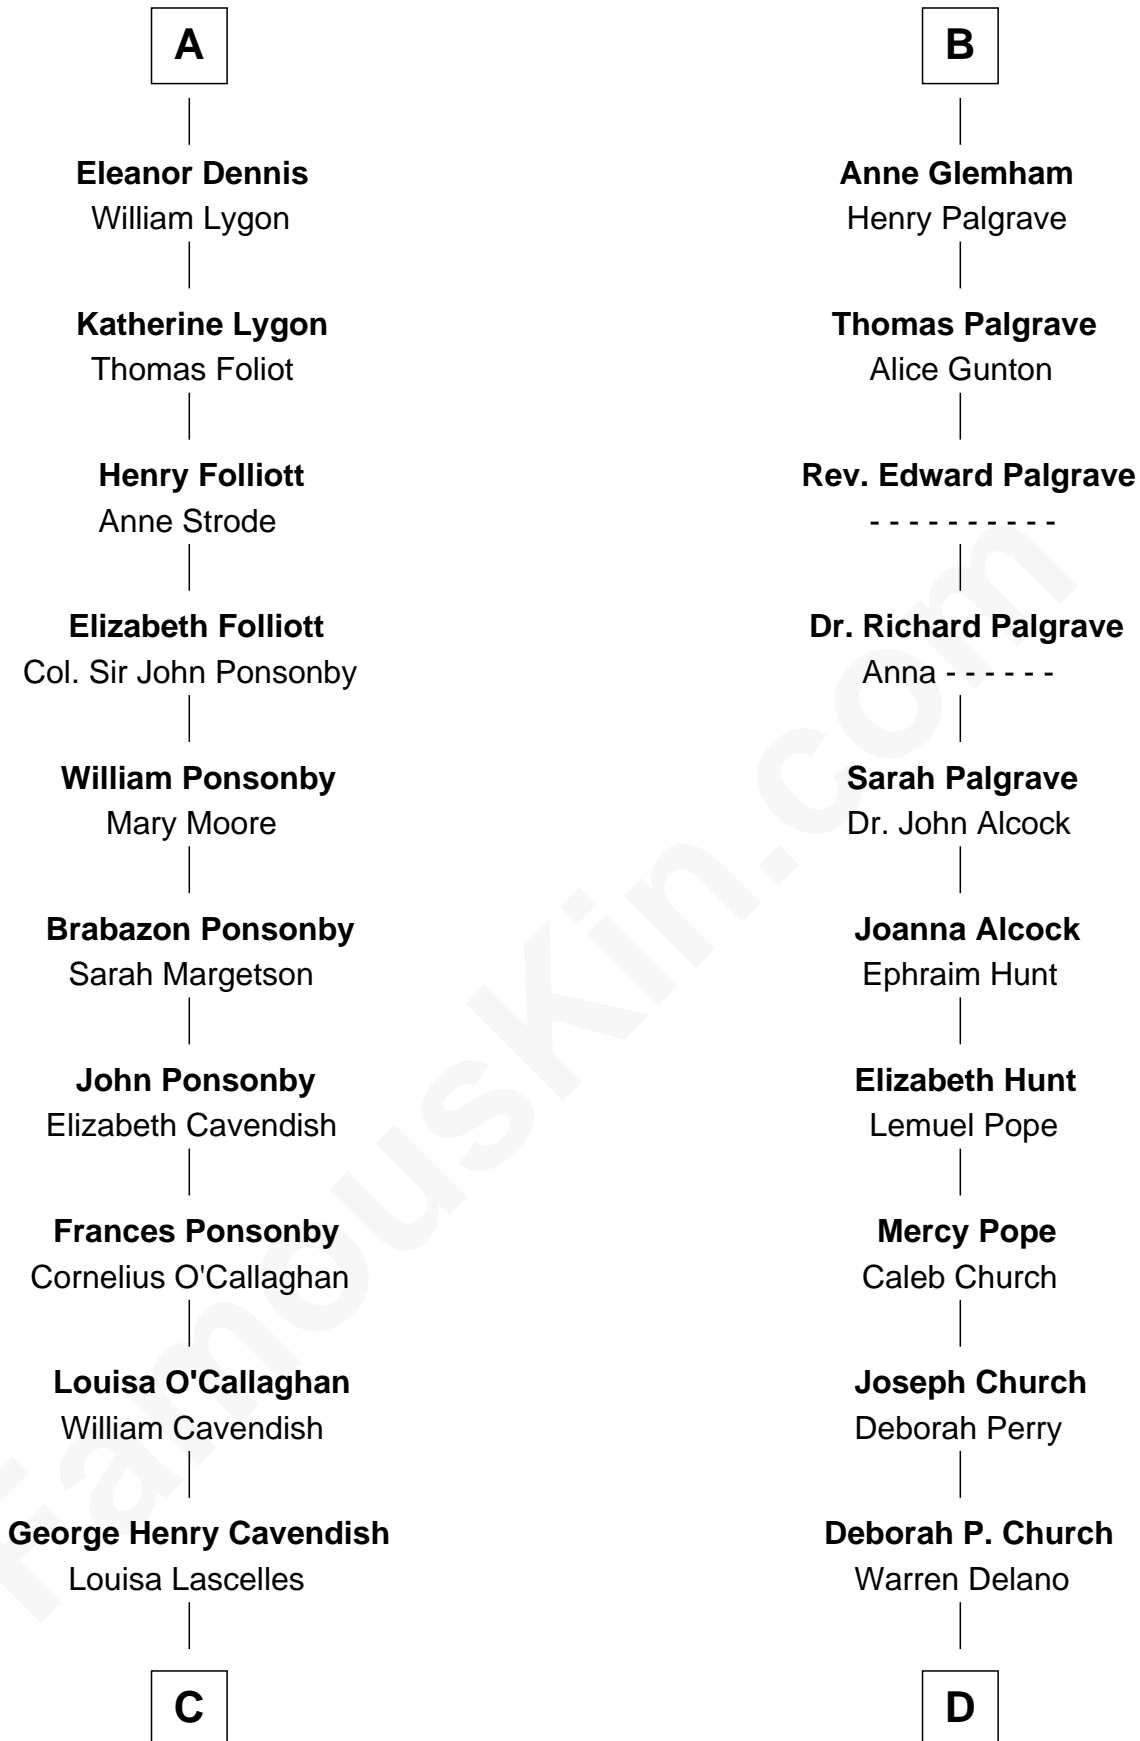 A
Eleanor Dennis
William Lygon
Katherine Lygon
Thomas Foliot
Henry Folliott
Anne Strode
Elizabeth Folliott
Col. Sir John Ponsonby
William Ponsonby
Mary Moore
Brabazon Ponsonby
Sarah Margetson
John Ponsonby
Elizabeth Cavendish
Frances Ponsonby
Cornelius O'Callaghan
Louisa O'Callaghan
William Cavendish
George Henry Cavendish
Louisa Lascelles
C
B
Anne Glemham
Henry Palgrave
Thomas Palgrave
Alice Gunton
Rev. Edward Palgrave
- - - - - - - - - -
Dr. Richard Palgrave
Anna - - - - - -
Sarah Palgrave
Dr. John Alcock
Joanna Alcock
Ephraim Hunt
Elizabeth Hunt
Lemuel Pope
Mercy Pope
Caleb Church
Joseph Church
Deborah Perry
Deborah P. Church
Warren Delano
D
FamousKin.com